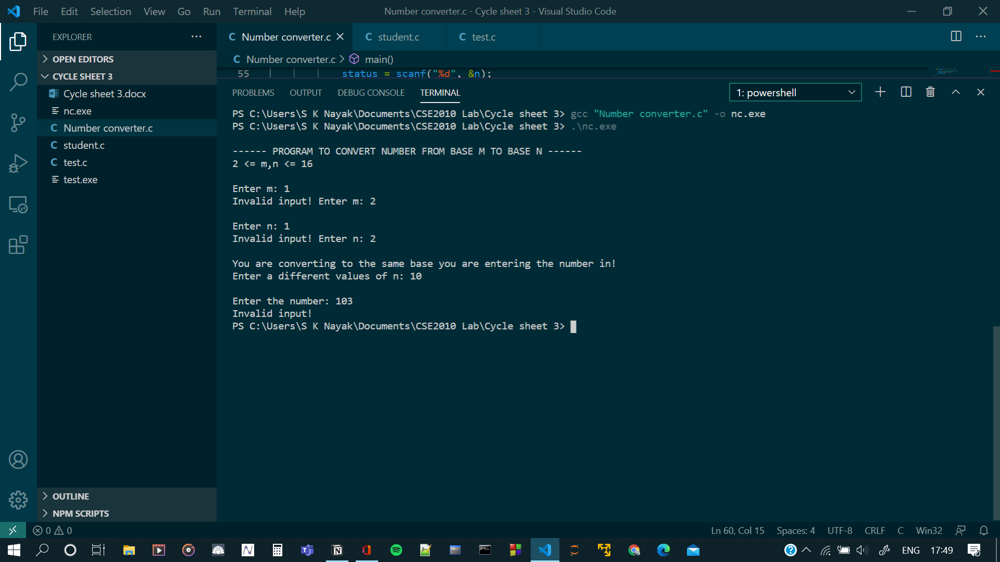 File Edit Selection View Go Run Terminal Help
Number converter.c - Cycle sheet 3 - Visual Studio Code
EXPLORER
OPEN EDITORS
CYCLE SHEET 3
Cycle sheet 3.docx
nc.exe
Number converter.c
student.c
test.c
test.exe
OUTLINE
NPM SCRIPTS
Number converter.c
student.c
test.c
Number converter.c > main()
55 status = scanf("%d", &n);
PROBLEMS OUTPUT DEBUG CONSOLE TERMINAL
1: powershell
PS C:\Users\S K Nayak\Documents\CSE2010 Lab\Cycle sheet 3> gcc "Number converter.c" -o nc.exe
PS C:\Users\S K Nayak\Documents\CSE2010 Lab\Cycle sheet 3> .\nc.exe
------ PROGRAM TO CONVERT NUMBER FROM BASE M TO BASE N ------
2 <= m,n <= 16
Enter m: 1
Invalid input! Enter m: 2
Enter n: 1
Invalid input! Enter n: 2
You are converting to the same base you are entering the number in!
Enter a different values of n: 10
Enter the number: 103
Invalid input!
PS C:\Users\S K Nayak\Documents\CSE2010 Lab\Cycle sheet 3>
0 0
Ln 60, Col 15 Spaces: 4 UTF-8 CRLF C Win32
ENG 17:49